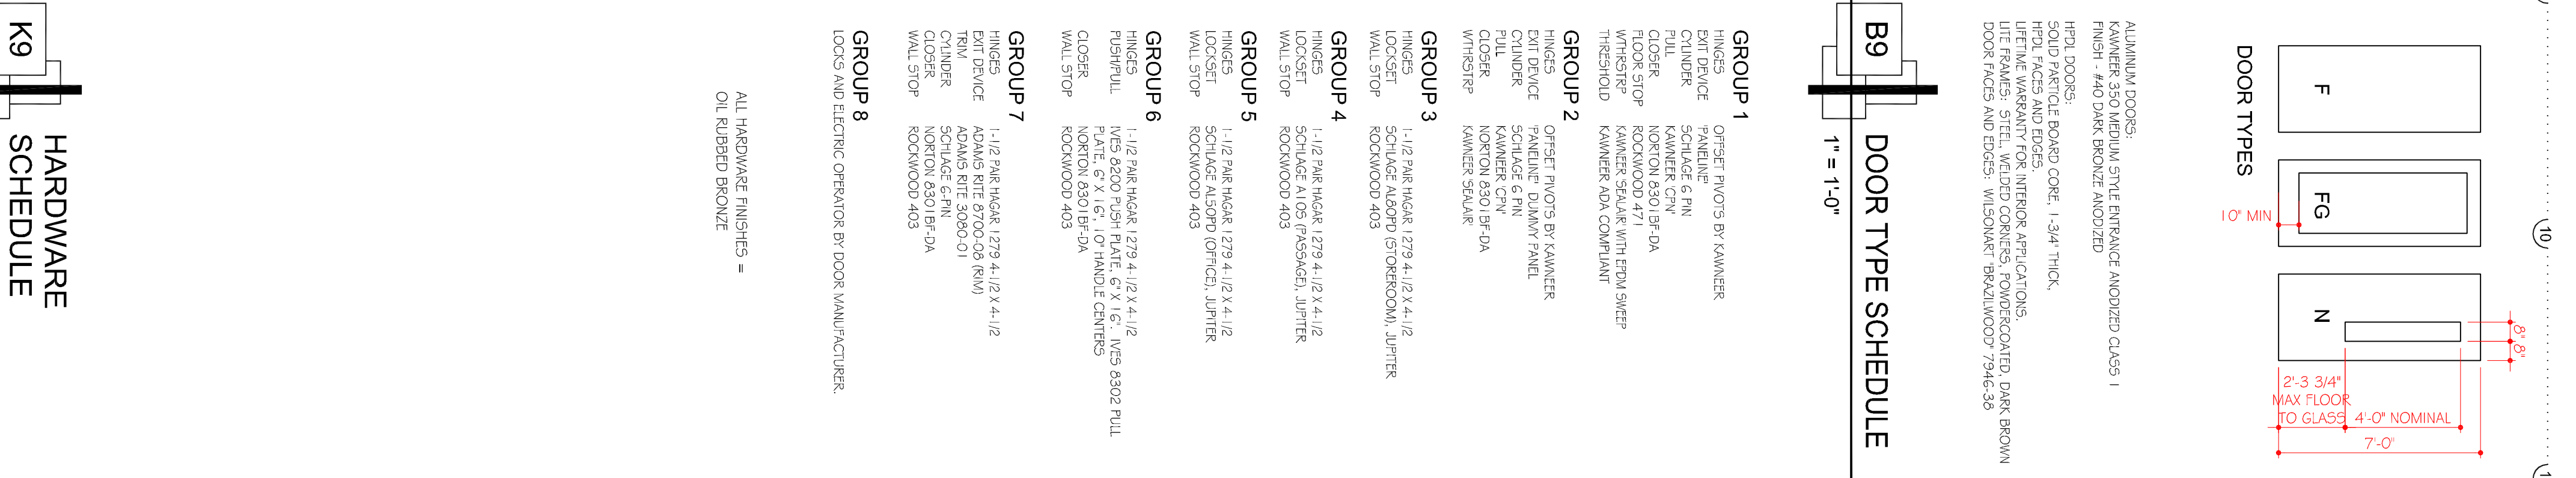 10
1
F
FG
N
8"
8"
10" MIN
2'-3 3/4"
MAX FLOOR
TO GLASS
4'-0" NOMINAL
7'-0"
DOOR TYPES
ALUMINUM DOORS:
KAWNEER 350 MEDIUM STYLE ENTRANCE ANODIZED CLASS 1
FINISH - #40 DARK BRONZE ANODIZED
HPDL DOORS:
SOLID PARTICLE BOARD CORE, 1-3/4" THICK,
HPDL FACES AND EDGES.
LIFETIME WARRANTY FOR INTERIOR APPLICATIONS.
LITE FRAMES: STEEL, WELDED CORNERS, POWDERCOATED, DARK BROWN
DOOR FACES AND EDGES: WILSONART "BRAZILWOOD" 7946-38
B9
DOOR TYPE SCHEDULE
1" = 1'-0"
GROUP 1
HINGES OFFSET PIVOTS BY KAWNEER
EXIT DEVICE 'PANELINE'
CYLINDER SCHLAGE 6 PIN
PULL KAWNEER 'CPN'
CLOSER NORTON 8301BF-DA
FLOOR STOP ROCKWOOD 471
WTHRSTRP KAWNEER 'SEALAIR' WITH EPDM SWEEP
THRESHOLD KAWNEER ADA COMPLIANT
GROUP 2
HINGES OFFSET PIVOTS BY KAWNEER
EXIT DEVICE 'PANELINE' DUMMY PANEL
CYLINDER SCHLAGE 6 PIN
PULL KAWNEER 'CPN'
CLOSER NORTON 8301BF-DA
WTHRSTRP KAWNEER 'SEALAIR'
GROUP 3
HINGES 1-1/2 PAIR HAGAR 1279 4-1/2 X 4-1/2
LOCKSET SCHLAGE AL80PD (STOREROOM), JUPITER
WALL STOP ROCKWOOD 403
GROUP 4
HINGES 1-1/2 PAIR HAGAR 1279 4-1/2 X 4-1/2
LOCKSET SCHLAGE A10S (PASSAGE), JUPITER
WALL STOP ROCKWOOD 403
GROUP 5
HINGES 1-1/2 PAIR HAGAR 1279 4-1/2 X 4-1/2
LOCKSET SCHLAGE AL50PD (OFFICE), JUPITER
WALL STOP ROCKWOOD 403
GROUP 6
HINGES 1-1/2 PAIR HAGAR 1279 4-1/2 X 4-1/2
PUSH/PULL IVES 8200 PUSH PLATE, 6" X 16". IVES 8302 PULL
PLATE, 6" X 16", 10" HANDLE CENTERS
CLOSER NORTON 8301BF-DA
WALL STOP ROCKWOOD 403
GROUP 7
HINGES 1-1/2 PAIR HAGAR 1279 4-1/2 X 4-1/2
EXIT DEVICE ADAMS RITE 8700-08 (RIM)
TRIM ADAMS RITE 3080-01
CYLINDER SCHLAGE 6-PIN
CLOSER NORTON 8301BF-DA
WALL STOP ROCKWOOD 403
GROUP 8
LOCKS AND ELECTRIC OPERATOR BY DOOR MANUFACTURER.
ALL HARDWARE FINISHES =
OIL RUBBED BRONZE
K9
HARDWARE
SCHEDULE